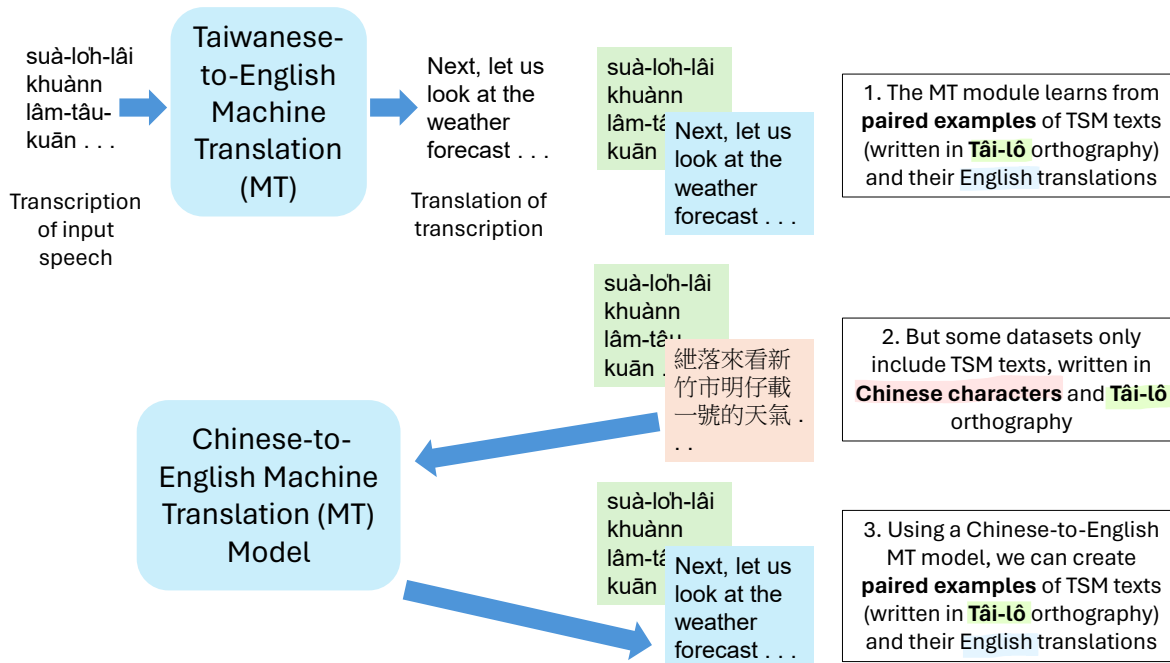 suà-lo̍h-lâi
khuànn
lâm-tâu-
kuān . . .
Transcription
of input
speech
Taiwanese-
to-English
Machine
Translation
(MT)
Next, let us
look at the
weather
forecast . . .
Translation of
transcription
suà-lo̍h-lâi
khuànn
lâm-tâ
kuān
Next, let us
look at the
weather
forecast . . .
1. The MT module learns from
paired examples of TSM texts
(written in Tâi-lô orthography)
and their English translations
suà-lo̍h-lâi
khuànn
lâm-tâu-
kuān .
紲落來看新
竹市明仔載
一號的天氣 .
. .
2. But some datasets only
include TSM texts, written in
Chinese characters and Tâi-lô
orthography
Chinese-to-
English Machine
Translation (MT)
Model
suà-lo̍h-lâi
khuànn
lâm-tâ
kuān
Next, let us
look at the
weather
forecast . . .
3. Using a Chinese-to-English
MT model, we can create
paired examples of TSM texts
(written in Tâi-lô orthography)
and their English translations